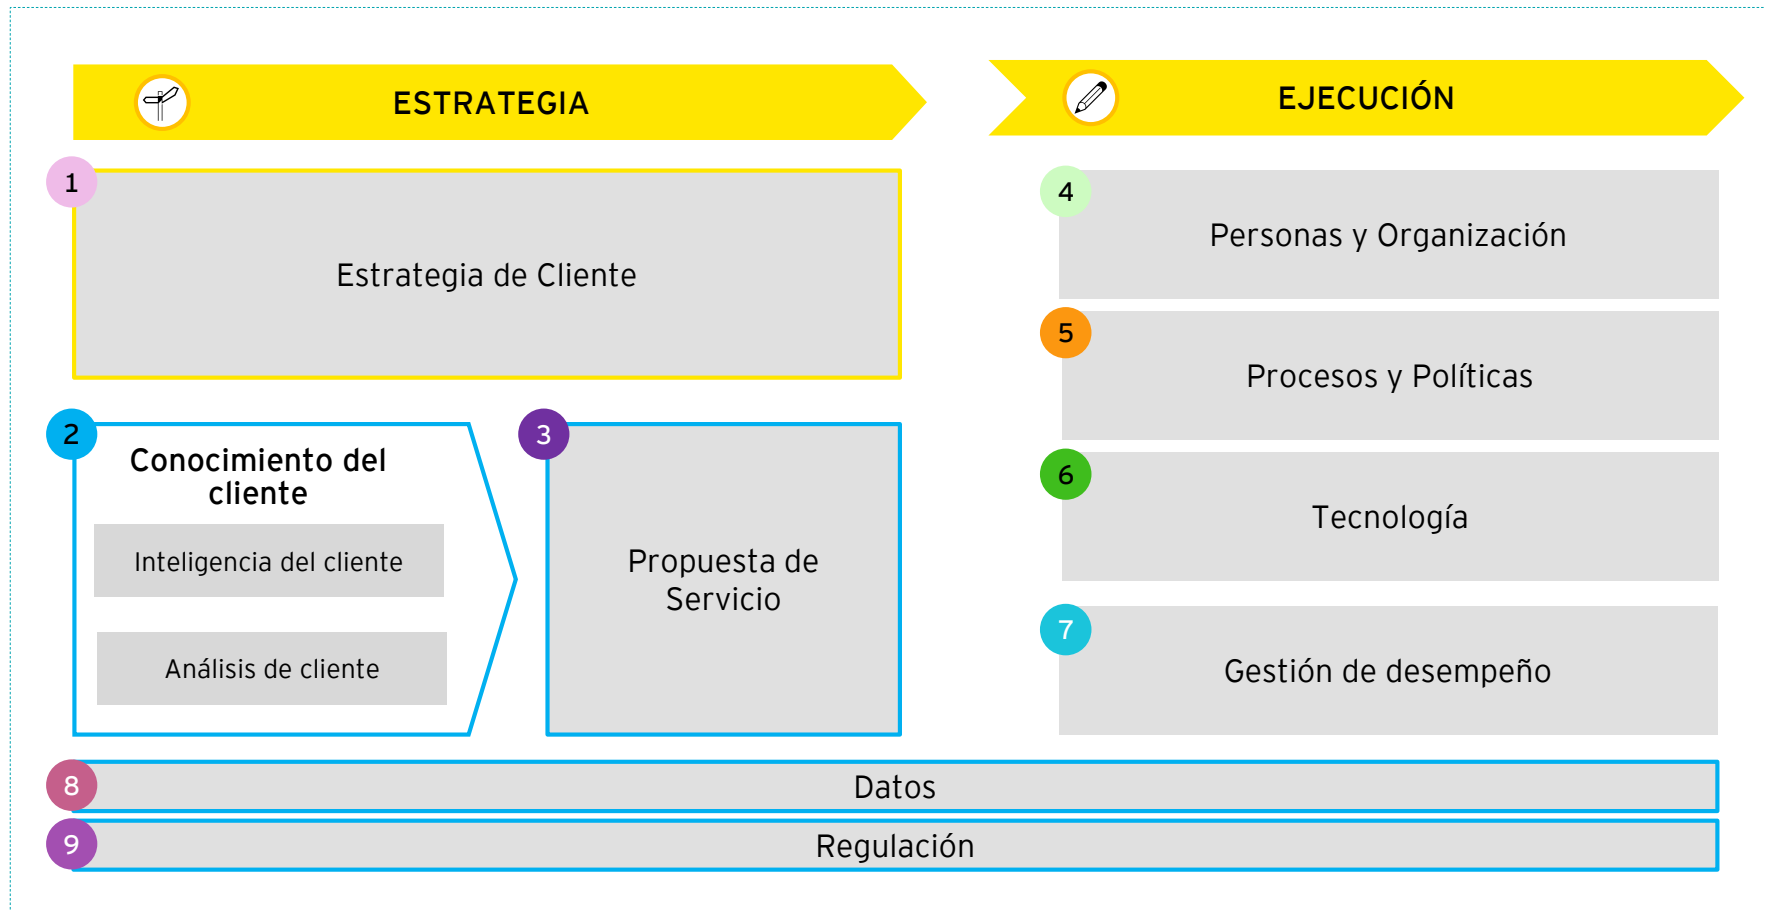 ESTRATEGIA
1
Estrategia de Cliente
2
Conocimiento del
cliente
Inteligencia del cliente
Análisis de cliente
3
Propuesta de
Servicio
EJECUCIÓN
4
Personas y Organización
5
Procesos y Políticas
6
Tecnología
7
Gestión de desempeño
8
Datos
9
Regulación